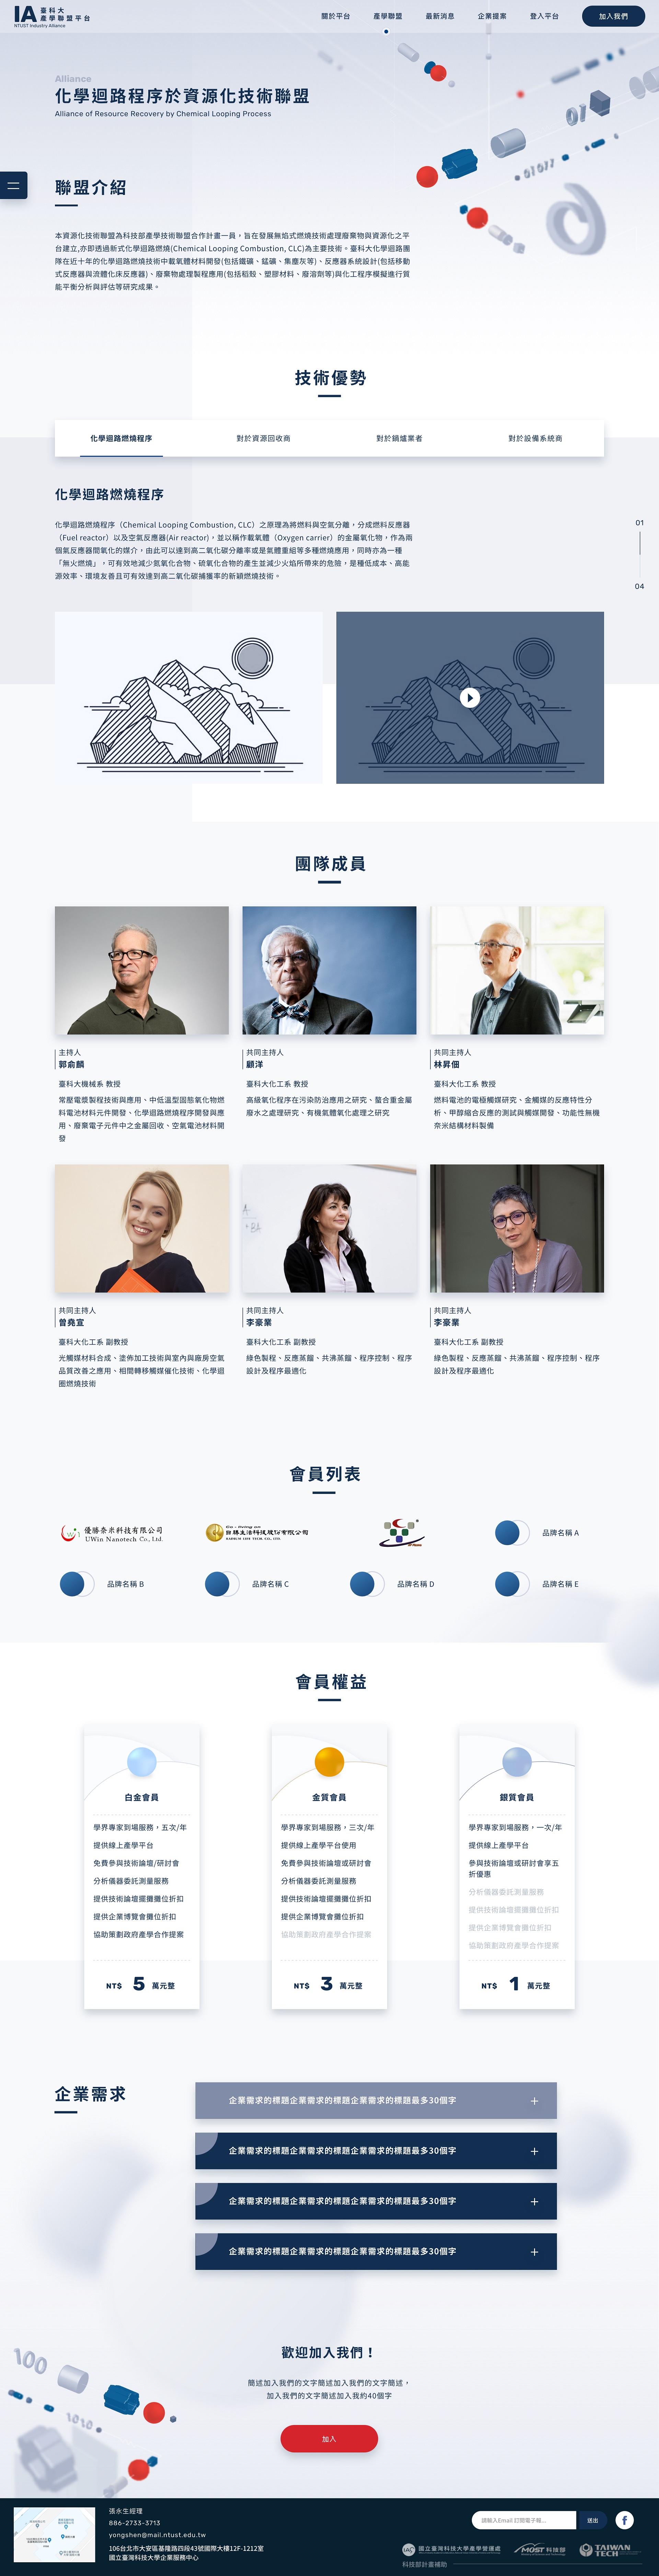 IA 臺科大
產學聯盟平台
NTUST Industry Alliance
關於平台
產學聯盟
最新消息
企業提案
登入平台
加入我們
Alliance
化學迴路程序於資源化技術聯盟
Alliance of Resource Recovery by Chemical Looping Process
聯盟介紹
本資源化技術聯盟為科技部產學技術聯盟合作計畫一員，旨在發展無焰式燃燒技術處理廢棄物與資源化之平
台建立,亦即透過新式化學迴路燃燒(Chemical Looping Combustion, CLC)為主要技術。臺科大化學迴路團
隊在近十年的化學迴路燃燒技術中載氧體材料開發(包括鐵礦、錳礦、集塵灰等)、反應器系統設計(包括移動
式反應器與流體化床反應器)、廢棄物處理製程應用(包括稻殼、塑膠材料、廢溶劑等)與化工程序模擬進行質
能平衡分析與評估等研究成果。
技術優勢
化學迴路燃燒程序
對於資源回收商
對於鍋爐業者
對於設備系統商
化學迴路燃燒程序
化學迴路燃燒程序（Chemical Looping Combustion, CLC）之原理為將燃料與空氣分離，分成燃料反應器
（Fuel reactor）以及空氣反應器(Air reactor)，並以稱作載氧體（Oxygen carrier）的金屬氧化物，作為兩
個氣反應器間氧化的媒介，由此可以達到高二氧化碳分離率或是氣體重組等多種燃燒應用，同時亦為一種
「無火燃燒」，可有效地減少氮氧化合物、硫氧化合物的產生並減少火焰所帶來的危險，是種低成本、高能
源效率、環境友善且可有效達到高二氧化碳捕獲率的新穎燃燒技術。
01
04
團隊成員
主持人
郭俞麟
臺科大機械系 教授
常壓電漿製程技術與應用、中低溫型固態氧化物燃
料電池材料元件開發、化學迴路燃燒程序開發與應
用、廢棄電子元件中之金屬回收、空氣電池材料開
發
共同主持人
顧洋
臺科大化工系 教授
高級氧化程序在污染防治應用之研究、螯合重金屬
廢水之處理研究、有機氣體氧化處理之研究
共同主持人
林昇佃
臺科大化工系 教授
燃料電池的電極觸媒研究、金觸媒的反應特性分
析、甲醇縮合反應的測試與觸媒開發、功能性無機
奈米結構材料製備
共同主持人
曾堯宣
臺科大化工系 副教授
光觸媒材料合成、塗佈加工技術與室內與廠房空氣
品質改善之應用、相間轉移觸媒催化技術、化學迴
圈燃燒技術
共同主持人
李豪業
臺科大化工系 副教授
綠色製程、反應蒸餾、共沸蒸餾、程序控制、程序
設計及程序最適化
共同主持人
李豪業
臺科大化工系 副教授
綠色製程、反應蒸餾、共沸蒸餾、程序控制、程序
設計及程序最適化
會員列表
優勝奈米科技有限公司
UWin Nanotech Co., Ltd.
品牌名稱 A
品牌名稱 B
品牌名稱 C
品牌名稱 D
品牌名稱 E
會員權益
白金會員
學界專家到場服務，五次/年
提供線上產學平台
免費參與技術論壇/研討會
分析儀器委託測量服務
提供技術論壇擺攤攤位折扣
提供企業博覽會攤位折扣
協助策劃政府產學合作提案
NT$ 5 萬元整
金質會員
學界專家到場服務，三次/年
提供線上產學平台使用
免費參與技術論壇或研討會
分析儀器委託測量服務
提供技術論壇擺攤攤位折扣
提供企業博覽會攤位折扣
協助策劃政府產學合作提案
NT$ 3 萬元整
銀質會員
學界專家到場服務，一次/年
提供線上產學平台
參與技術論壇或研討會享五
折優惠
分析儀器委託測量服務
提供技術論壇擺攤攤位折扣
提供企業博覽會攤位折扣
協助策劃政府產學合作提案
NT$ 1 萬元整
企業需求
企業需求的標題企業需求的標題企業需求的標題最多30個字
企業需求的標題企業需求的標題企業需求的標題最多30個字
企業需求的標題企業需求的標題企業需求的標題最多30個字
企業需求的標題企業需求的標題企業需求的標題最多30個字
歡迎加入我們！
簡述加入我們的文字簡述加入我們的文字簡述，
加入我們的文字簡述加入我約40個字
加入
張永生經理
886-2733-3713
yongshen@mail.ntust.edu.tw
106台北市大安區基隆路四段43號國際大樓12F-1212室
國立臺灣科技大學企業服務中心
請輸入Email 訂閱電子報...
送出
國立臺灣科技大學產學營運處
MOST 科技部
TAIWAN
TECH
科技部計畫補助